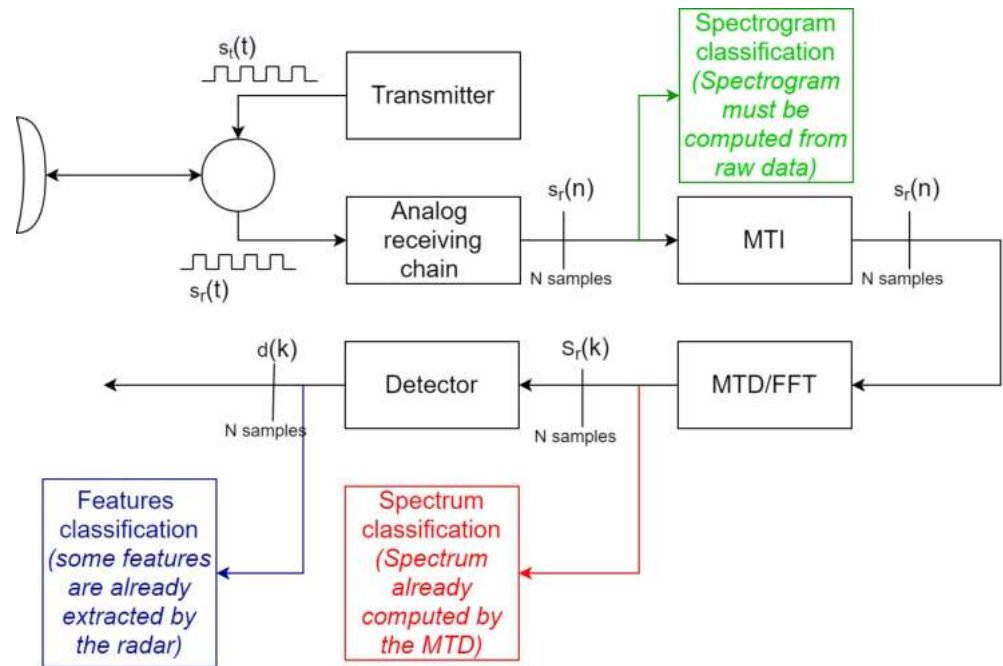 sₜ(t)
Transmitter
Spectrogram
classification
(Spectrogram
must be
computed from
raw data)
Analog
receiving
chain
sᵣ(t)
sᵣ(n)
N samples
MTI
sᵣ(n)
N samples
d(k)
N samples
Detector
Sᵣ(k)
N samples
MTD/FFT
Features
classification
(some features
are already
extracted by
the radar)
Spectrum
classification
(Spectrum
already
computed by
the MTD)